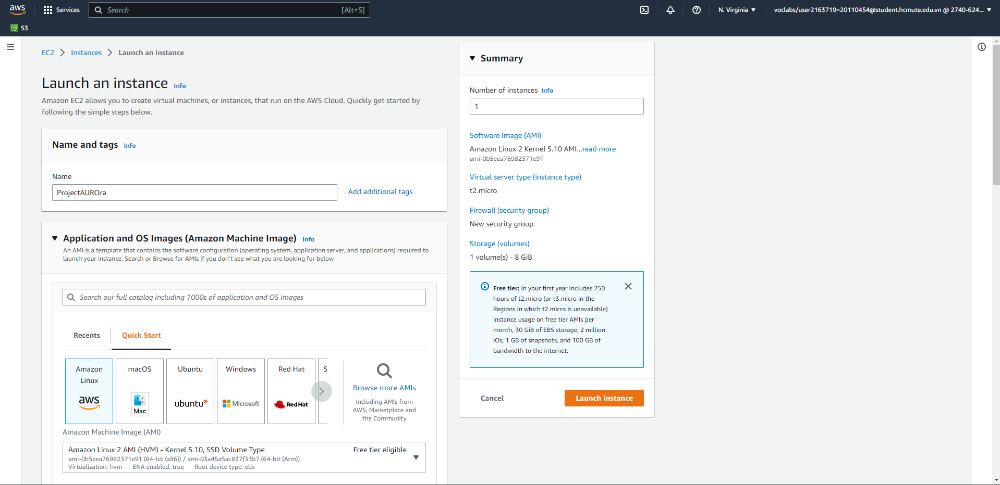 aws
Services
Search
[Alt+S]
N. Virginia
voclabs/user2163719=20110454@student.hcmute.edu.vn @ 2740-624...
S3
EC2
Instances
Launch an instance
Launch an instance
Info
Amazon EC2 allows you to create virtual machines, or instances, that run on the AWS Cloud. Quickly get started by
following the simple steps below.
Name and tags
Info
Name
ProjectAUROra
Add additional tags
Application and OS Images (Amazon Machine Image)
Info
An AMI is a template that contains the software configuration (operating system, application server, and applications) required to
launch your instance. Search or Browse for AMIs if you don't see what you are looking for below
Search our full catalog including 1000s of application and OS images
Recents
Quick Start
Amazon
Linux
aws
macOS
Mac
Ubuntu
ubuntu
Windows
Microsoft
Red Hat
Red Hat
S
Browse more AMIs
Including AMIs from
AWS, Marketplace and
the Community
Amazon Machine Image (AMI)
Amazon Linux 2 AMI (HVM) - Kernel 5.10, SSD Volume Type
Free tier eligible
ami-0b5eea76982371e91 (64-bit (x86)) / ami-03a45a5ac837f33b7 (64-bit (Arm))
Virtualization: hvm
ENA enabled: true
Root device type: ebs
Summary
Number of instances
Info
1
Software Image (AMI)
Amazon Linux 2 Kernel 5.10 AMI...read more
ami-0b5eea76982371e91
Virtual server type (instance type)
t2.micro
Firewall (security group)
New security group
Storage (volumes)
1 volume(s) - 8 GiB
Free tier: In your first year includes 750
hours of t2.micro (or t3.micro in the
Regions in which t2.micro is unavailable)
instance usage on free tier AMIs per
month, 30 GiB of EBS storage, 2 million
IOs, 1 GB of snapshots, and 100 GB of
bandwidth to the internet.
Cancel
Launch instance